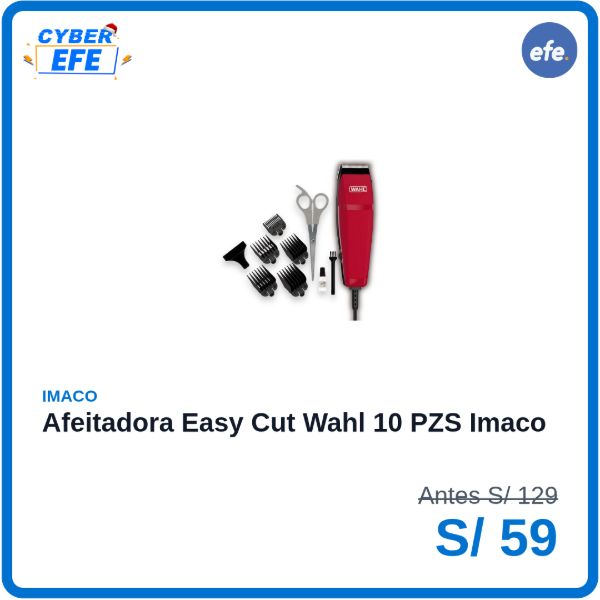 CYBER
EFE
efe.
WAHL
IMACO
Afeitadora Easy Cut Wahl 10 PZS Imaco
Antes S/ 129
S/ 59